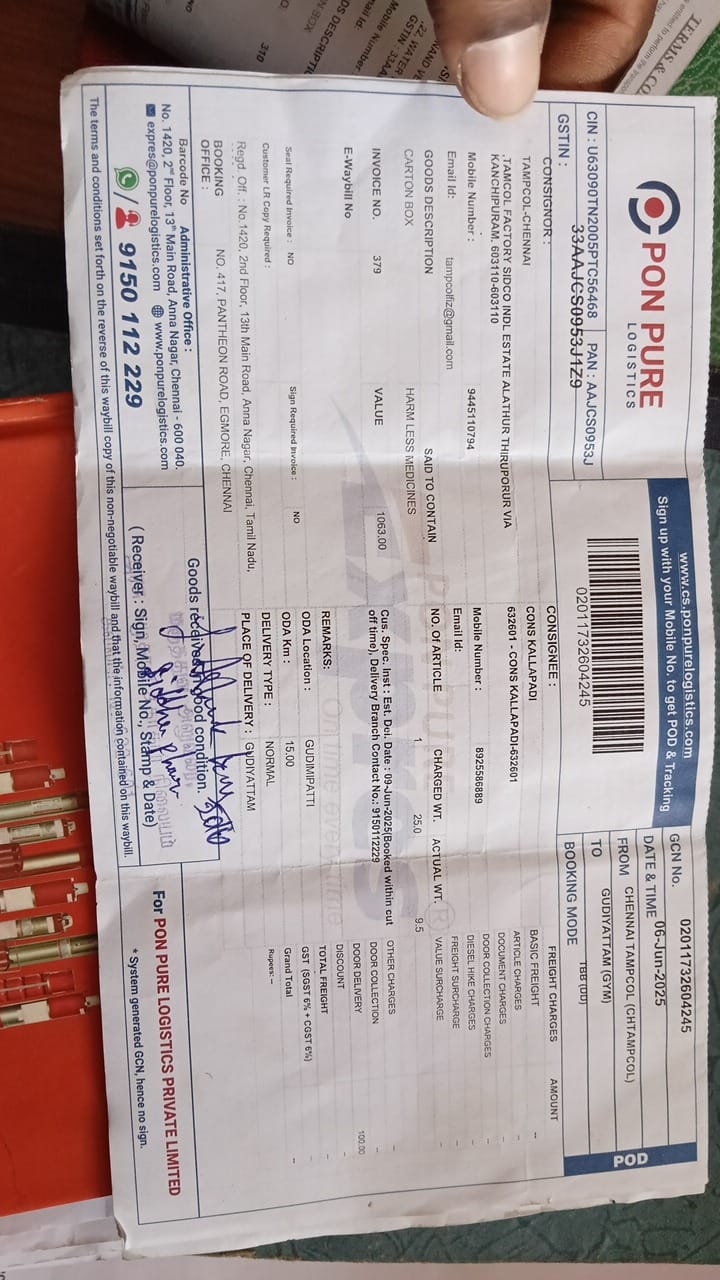 PON PURE
LOGISTICS
CIN : U63090TN2005PTC56468 | PAN : AAJCS0953J
GSTIN : 33AAJCS0953J1Z9
www.cs.ponpurelogistics.com
Sign up with your Mobile No. to get POD & Tracking
02011732604245
GCN No. 02011732604245
DATE & TIME 06-Jun-2025
FROM CHENNAI TAMPCOL (CHTAMPCOL)
TO GUDIYATTAM (GYM)
BOOKING MODE TBB (DD)
POD
CONSIGNOR :
TAMPCOL-CHENNAI
.TAMCOL FACTORY SIDCO INDL ESTATE ALATHUR THIRUPORUR VIA
KANCHIPURAM. 603110-603110
Mobile Number : 9445110794
Email Id: tampcolfiz@gmail.com
CONSIGNEE :
CONS KALLAPADI
632601 - CONS KALLAPADI-632601
Mobile Number : 8925586889
Email Id:
GOODS DESCRIPTION SAID TO CONTAIN NO. OF ARTICLE CHARGED WT. ACTUAL WT.
CARTON BOX HARM LESS MEDICINES 1 25.0 9.5
INVOICE NO. 379 VALUE 1063.00
E-Waybill No
Cus. Spec. Inst : Est. Del. Date : 09-Jun-2025(Booked within cut
off time), Delivery Branch Contact No.: 9150112229
Seal Required Invoice : NO Sign Required Invoice : NO
Customer LR Copy Required :
REMARKS:
ODA Location : GUDIMIPATTI
ODA Km : 15.00
DELIVERY TYPE : NORMAL
PLACE OF DELIVERY : GUDIYATTAM
Regd. Off. : No.1420, 2nd Floor, 13th Main Road, Anna Nagar, Chennai, Tamil Nadu,
BOOKING OFFICE : NO, 417, PANTHEON ROAD, EGMORE, CHENNAI
FREIGHT CHARGES AMOUNT
BASIC FREIGHT --
ARTICLE CHARGES -
DOCUMENT CHARGES -
DOOR COLLECTION CHARGES -
DIESEL HIKE CHARGES -
FREIGHT SURCHARGE -
VALUE SURCHARGE -
OTHER CHARGES -
DOOR COLLECTION -
DOOR DELIVERY 100.00
DISCOUNT -
TOTAL FREIGHT -
GST (SGST 6% + CGST 6%) -
Grand Total --
Rupees:--
Barcode No Administrative Office :
No. 1420, 2nd Floor, 13th Main Road, Anna Nagar, Chennai - 600 040.
expres@ponpurelogistics.com www.ponpurelogistics.com
9150 112 229
Goods received in good condition.
( Receiver : Sign, Mobile No., Stamp & Date)
For PON PURE LOGISTICS PRIVATE LIMITED
* System generated GCN, hence no sign.
The terms and conditions set forth on the reverse of this waybill copy of this non-negotiable waybill and that the information contained on this waybill.